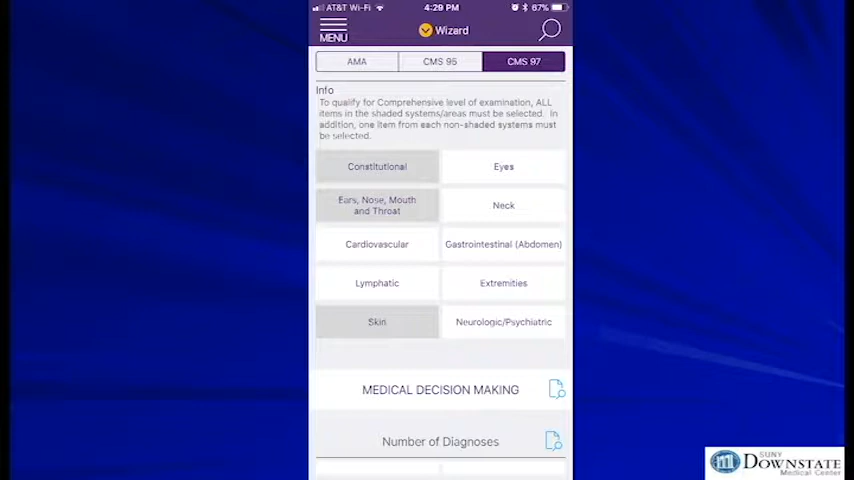 AT&T Wi-Fi 4:29 PM 67%
MENU Wizard
AMA CMS 95 CMS 97
Info
To qualify for Comprehensive level of examination, ALL
items in the shaded systems/areas must be selected. In
addition, one item from each non-shaded systems must
be selected.
Constitutional Eyes
Ears, Nose, Mouth
and Throat
Neck
Cardiovascular Gastrointestinal (Abdomen)
Lymphatic Extremities
Skin Neurologic/Psychiatric
MEDICAL DECISION MAKING
Number of Diagnoses
SUNY
DOWNSTATE
Medical Center